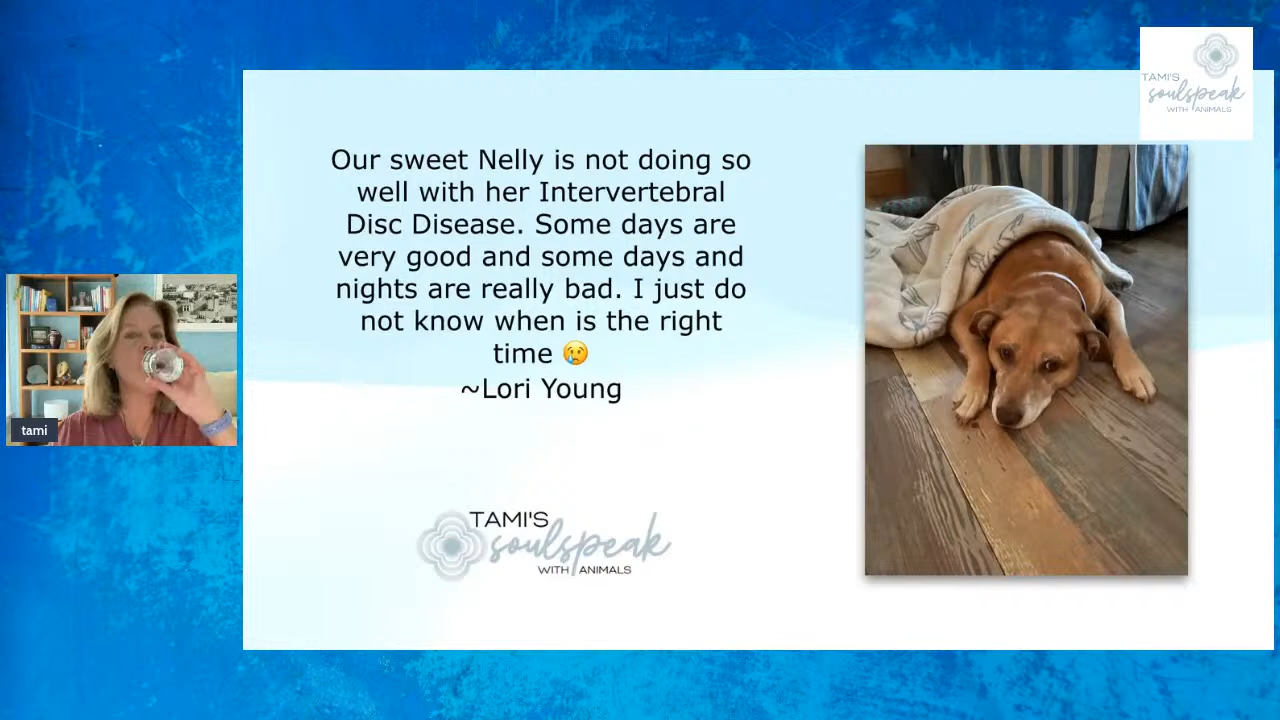 TAMI'S
soulspeak
WITH ANIMALS
Our sweet Nelly is not doing so
well with her Intervertebral
Disc Disease. Some days are
very good and some days and
nights are really bad. I just do
not know when is the right
time 😢
~Lori Young
tami
TAMI'S
soulspeak
WITH ANIMALS